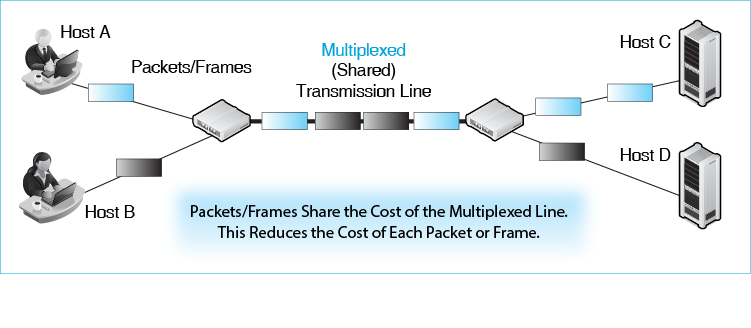 Host A
Packets/Frames
Multiplexed
(Shared)
Transmission Line
Host C
Host B
Host D
Packets/Frames Share the Cost of the Multiplexed Line.
This Reduces the Cost of Each Packet or Frame.